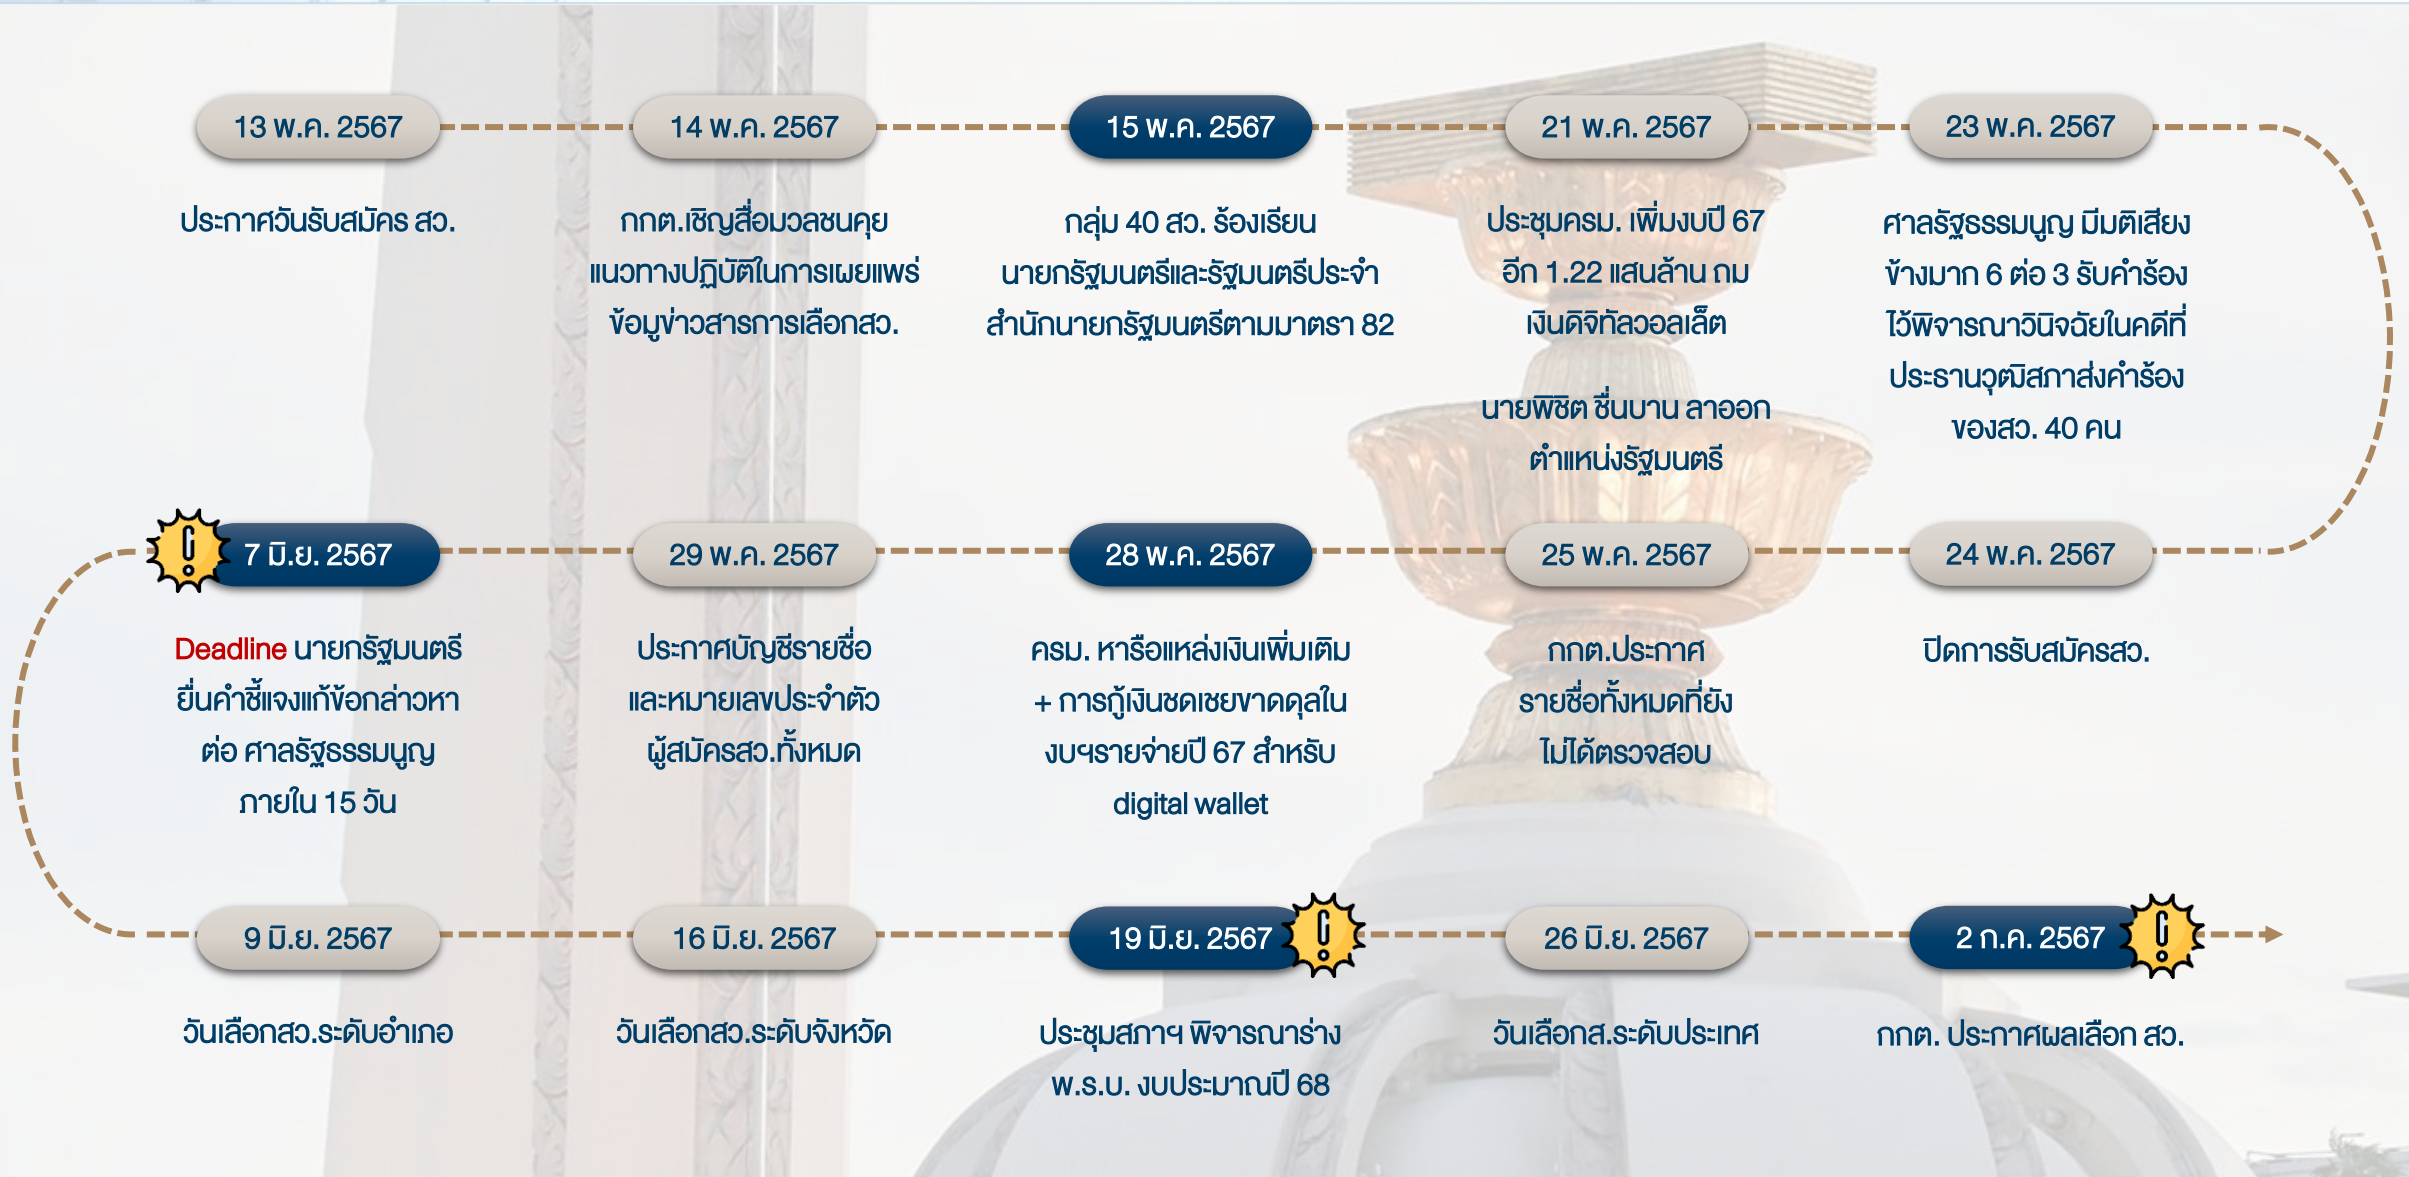 13 พ.ค. 2567
ประกาศวันรับสมัคร สว.
14 พ.ค. 2567
กกต.เชิญสื่อมวลชนคุย
แนวทางปฏิบัติในการเผยแพร่
ข้อมูข่าวสารการเลือกสว.
15 พ.ค. 2567
กลุ่ม 40 สว. ร้องเรียน
นายกรัฐมนตรีและรัฐมนตรีประจำ
สำนักนายกรัฐมนตรีตามมาตรา 82
21 พ.ค. 2567
ประชุมครม. เพิ่มงบปี 67
อีก 1.22 แสนล้าน ถม
เงินดิจิทัลวอลเล็ต
นายพิชิต ชื่นบาน ลาออก
ตำแหน่งรัฐมนตรี
23 พ.ค. 2567
ศาลรัฐธรรมนูญ มีมติเสียง
ข้างมาก 6 ต่อ 3 รับคำร้อง
ไว้พิจารณาวินิจฉัยในคดีที่
ประธานวุฒิสภาส่งคำร้อง
ของสว. 40 คน
24 พ.ค. 2567
ปิดการรับสมัครสว.
25 พ.ค. 2567
กกต.ประกาศ
รายชื่อทั้งหมดที่ยัง
ไม่ได้ตรวจสอบ
28 พ.ค. 2567
ครม. หารือแหล่งเงินเพิ่มเติม
+ การกู้เงินชดเชยขาดดุลใน
งบฯรายจ่ายปี 67 สำหรับ
digital wallet
29 พ.ค. 2567
ประกาศบัญชีรายชื่อ
และหมายเลขประจำตัว
ผู้สมัครสว.ทั้งหมด
7 มิ.ย. 2567
Deadline นายกรัฐมนตรี
ยื่นคำชี้แจงแก้ข้อกล่าวหา
ต่อ ศาลรัฐธรรมนูญ
ภายใน 15 วัน
9 มิ.ย. 2567
วันเลือกสว.ระดับอำเภอ
16 มิ.ย. 2567
วันเลือกสว.ระดับจังหวัด
19 มิ.ย. 2567
ประชุมสภาฯ พิจารณาร่าง
พ.ร.บ. งบประมาณปี 68
26 มิ.ย. 2567
วันเลือกส.ระดับประเทศ
2 ก.ค. 2567
กกต. ประกาศผลเลือก สว.